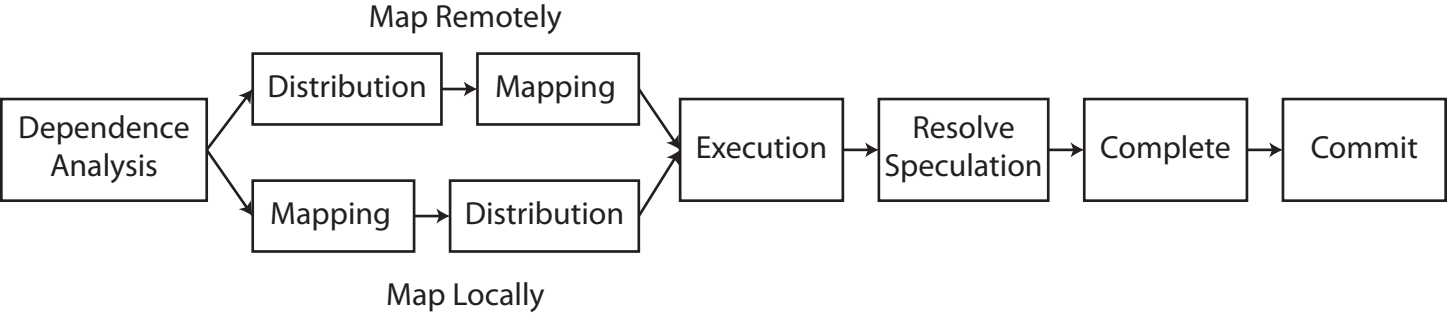 Map Remotely
Distribution
Mapping
Dependence
Analysis
Mapping
Distribution
Map Locally
Execution
Resolve
Speculation
Complete
Commit